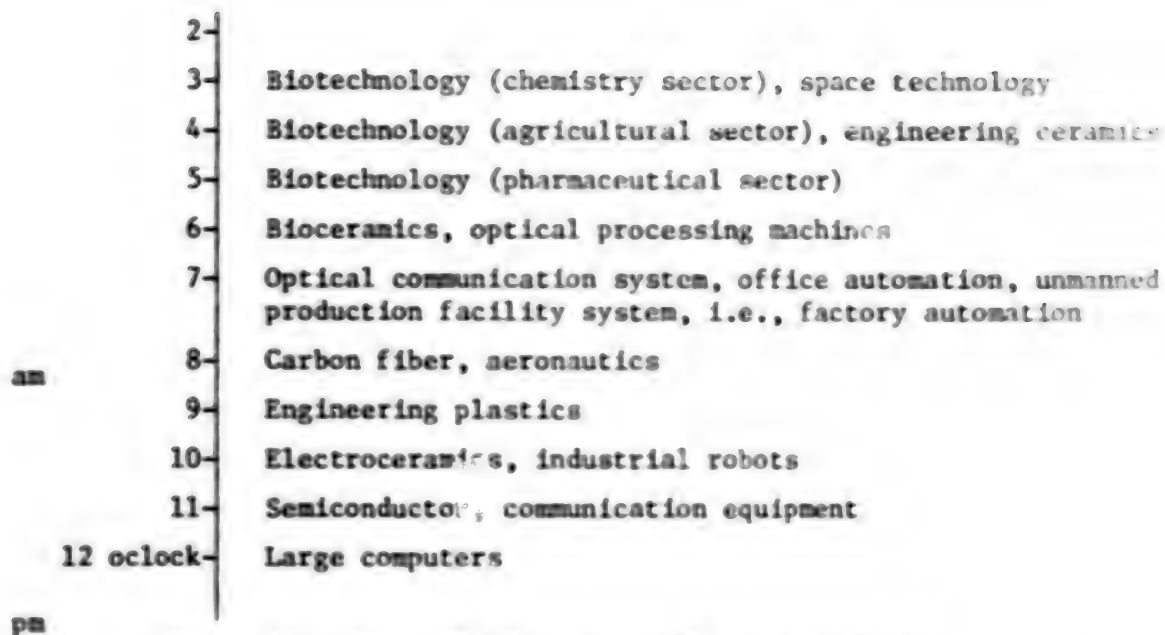 2-
3- Biotechnology (chemistry sector), space technology
4- Biotechnology (agricultural sector), engineering ceramics
5- Biotechnology (pharmaceutical sector)
6- Bioceramics, optical processing machines
7- Optical communication system, office automation, unmanned
production facility system, i.e., factory automation
8- Carbon fiber, aeronautics
am
9- Engineering plastics
10- Electroceramics, industrial robots
11- Semiconductor, communication equipment
12 oclock- Large computers
pm